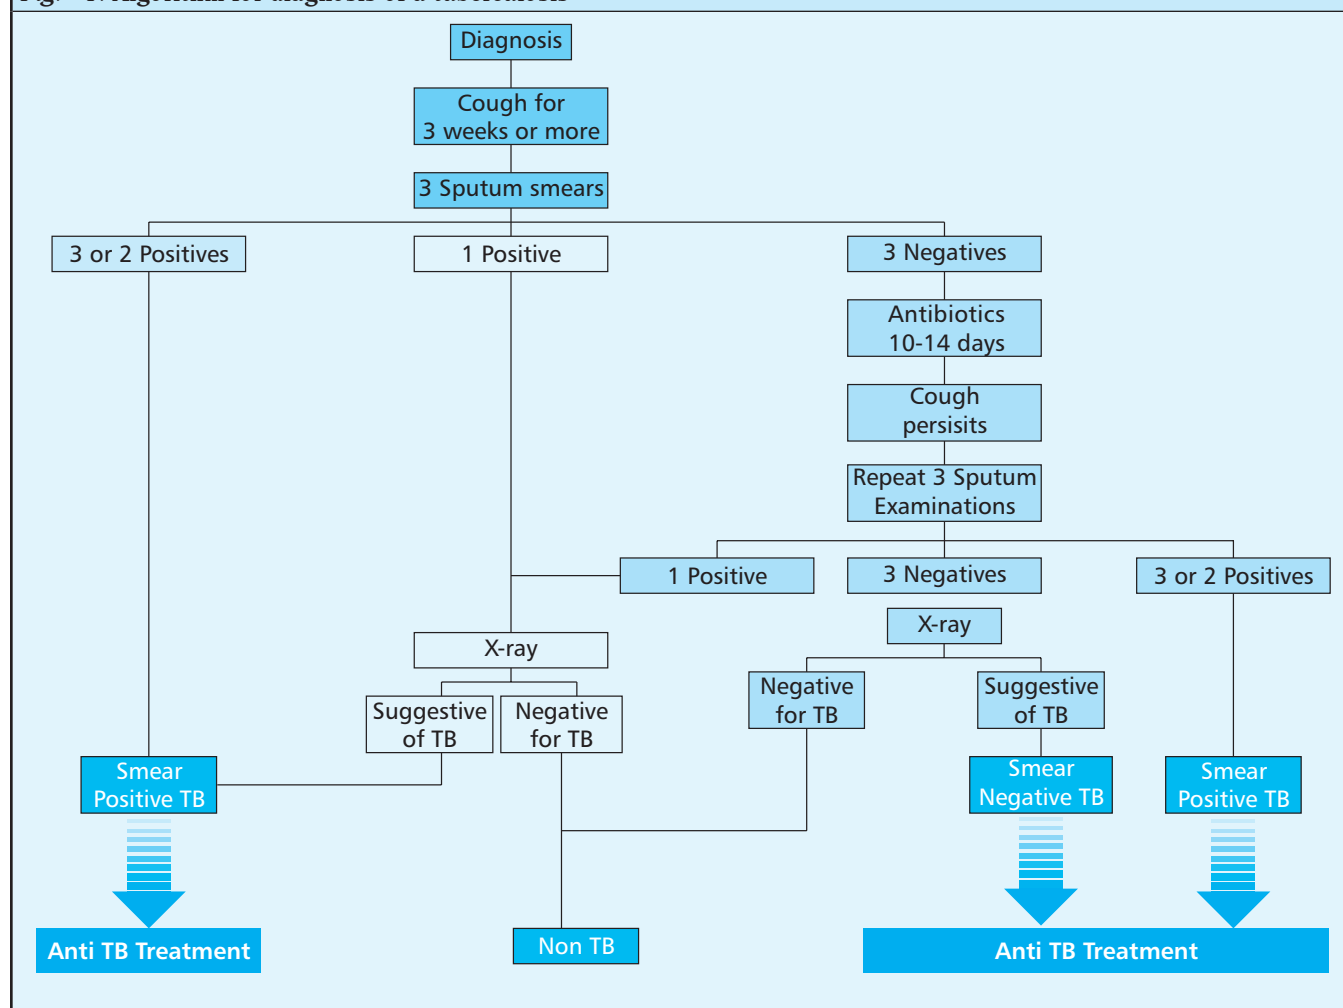 Diagnosis
Cough for
3 weeks or more
3 Sputum smears
3 or 2 Positives
1 Positive
3 Negatives
Antibiotics
10-14 days
Cough
persisits
Repeat 3 Sputum
Examinations
1 Positive
3 Negatives
3 or 2 Positives
X-ray
X-ray
Negative
for TB
Suggestive
of TB
Suggestive
of TB
Negative
for TB
Smear
Positive TB
Smear
Negative TB
Smear
Positive TB
Anti TB Treatment
Non TB
Anti TB Treatment